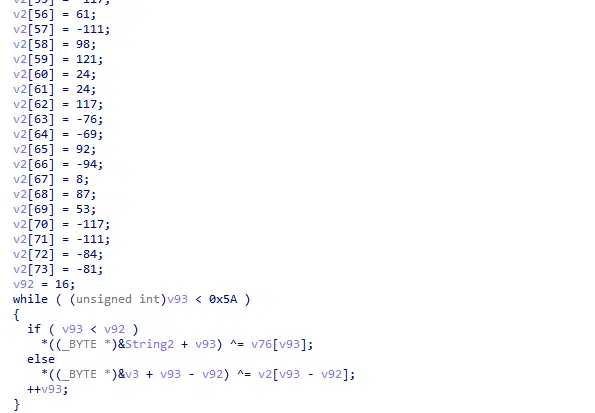 v2[56] = 61;
v2[57] = -111;
v2[58] = 98;
v2[59] = 121;
v2[60] = 24;
v2[61] = 24;
v2[62] = 117;
v2[63] = -76;
v2[64] = -69;
v2[65] = 92;
v2[66] = -94;
v2[67] = 8;
v2[68] = 87;
v2[69] = 53;
v2[70] = -117;
v2[71] = -111;
v2[72] = -84;
v2[73] = -81;
v92 = 16;
while ( (unsigned int)v93 < 0x5A )
{
  if ( v93 < v92 )
    *((_BYTE *)&String2 + v93) ^= v76[v93];
  else
    *((_BYTE *)&v3 + v93 - v92) ^= v2[v93 - v92];
  ++v93;
}